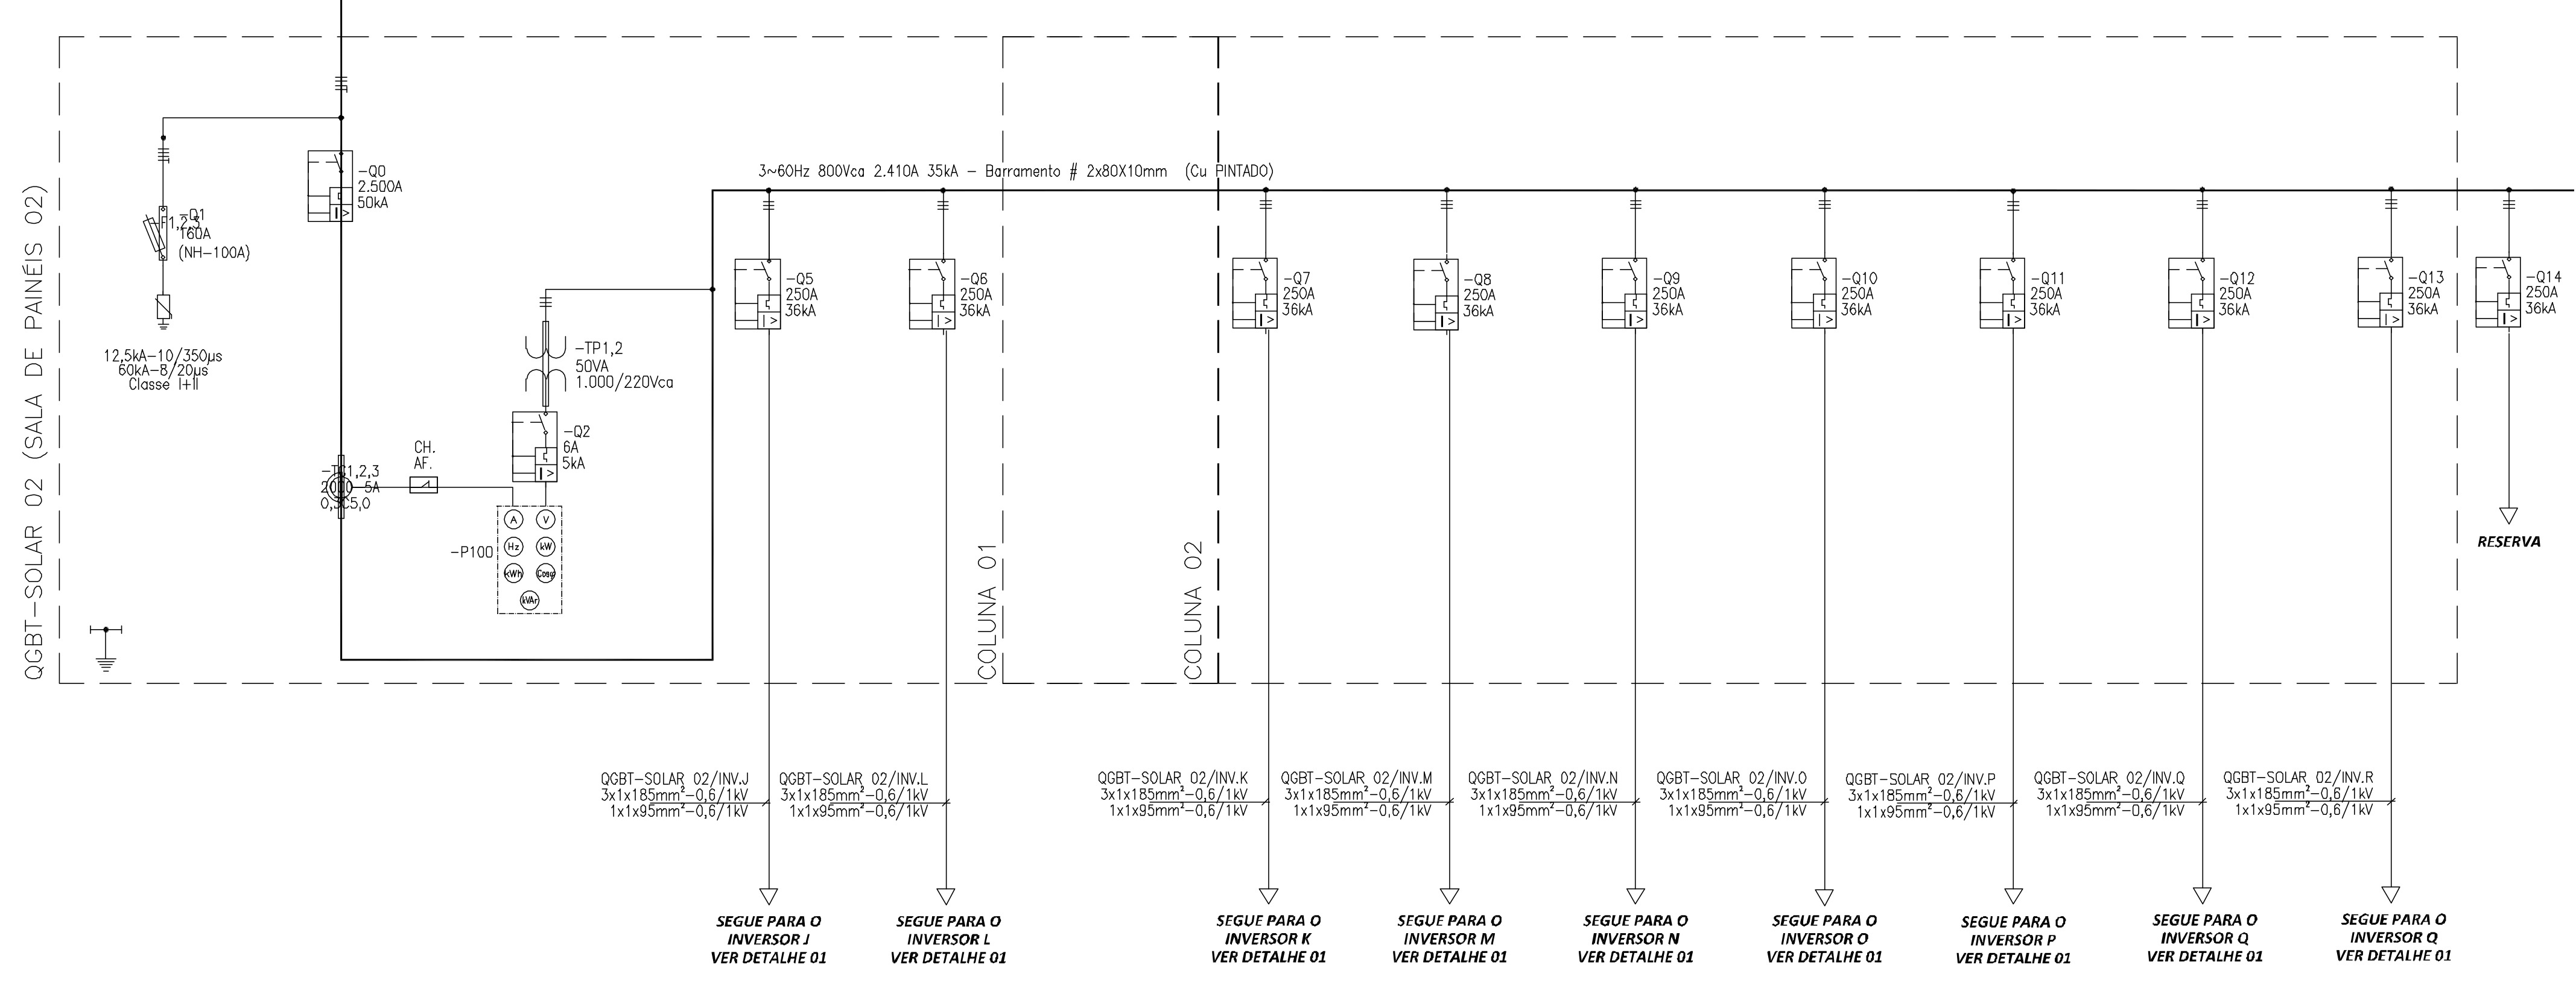 QGBT-SOLAR 02 (SALA DE PAINÉIS 02)
-Q0
2.500A
50kA
-Q1
F1,2,3
160A
(NH-100A)
12,5kA-10/350µs
60kA-8/20µs
Classe I+II
3~60Hz 800Vca 2.410A 35kA - Barramento # 2x80X10mm (Cu PINTADO)
-TP1,2
50VA
1.000/220Vca
-Q2
6A
5kA
-TC1,2,3
2000-5A
0,3C5,0
CH.
AF.
-P100
A
V
Hz
kW
kWh
Cosφ
kVAr
COLUNA 01
COLUNA 02
-Q5
250A
36kA
-Q6
250A
36kA
-Q7
250A
36kA
-Q8
250A
36kA
-Q9
250A
36kA
-Q10
250A
36kA
-Q11
250A
36kA
-Q12
250A
36kA
-Q13
250A
36kA
-Q14
250A
36kA
RESERVA
QGBT-SOLAR 02/INV.J
3x1x185mm²-0,6/1kV
1x1x95mm²-0,6/1kV
QGBT-SOLAR 02/INV.L
3x1x185mm²-0,6/1kV
1x1x95mm²-0,6/1kV
QGBT-SOLAR 02/INV.K
3x1x185mm²-0,6/1kV
1x1x95mm²-0,6/1kV
QGBT-SOLAR 02/INV.M
3x1x185mm²-0,6/1kV
1x1x95mm²-0,6/1kV
QGBT-SOLAR 02/INV.N
3x1x185mm²-0,6/1kV
1x1x95mm²-0,6/1kV
QGBT-SOLAR 02/INV.O
3x1x185mm²-0,6/1kV
1x1x95mm²-0,6/1kV
QGBT-SOLAR 02/INV.P
3x1x185mm²-0,6/1kV
1x1x95mm²-0,6/1kV
QGBT-SOLAR 02/INV.Q
3x1x185mm²-0,6/1kV
1x1x95mm²-0,6/1kV
QGBT-SOLAR 02/INV.R
3x1x185mm²-0,6/1kV
1x1x95mm²-0,6/1kV
SEGUE PARA O
INVERSOR J
VER DETALHE 01
SEGUE PARA O
INVERSOR L
VER DETALHE 01
SEGUE PARA O
INVERSOR K
VER DETALHE 01
SEGUE PARA O
INVERSOR M
VER DETALHE 01
SEGUE PARA O
INVERSOR N
VER DETALHE 01
SEGUE PARA O
INVERSOR O
VER DETALHE 01
SEGUE PARA O
INVERSOR P
VER DETALHE 01
SEGUE PARA O
INVERSOR Q
VER DETALHE 01
SEGUE PARA O
INVERSOR Q
VER DETALHE 01